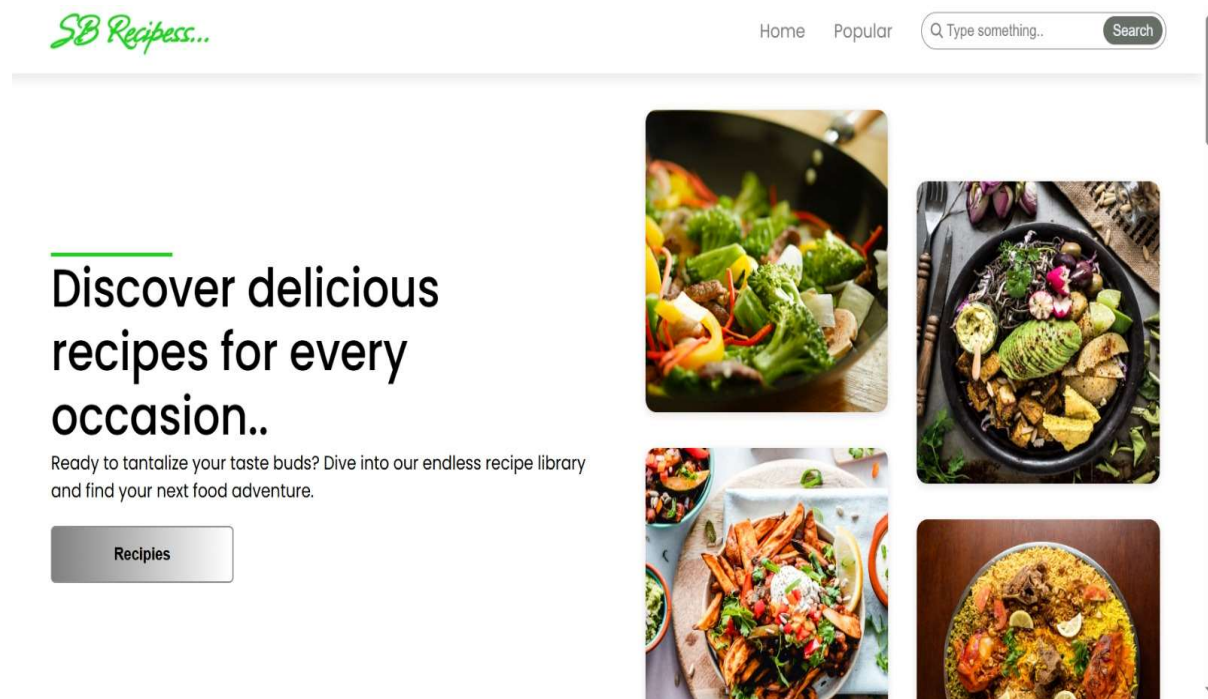 SB Recipess...
Home
Popular
Type something..
Search
Discover delicious
recipes for every
occasion..
Ready to tantalize your taste buds? Dive into our endless recipe library
and find your next food adventure.
Recipies